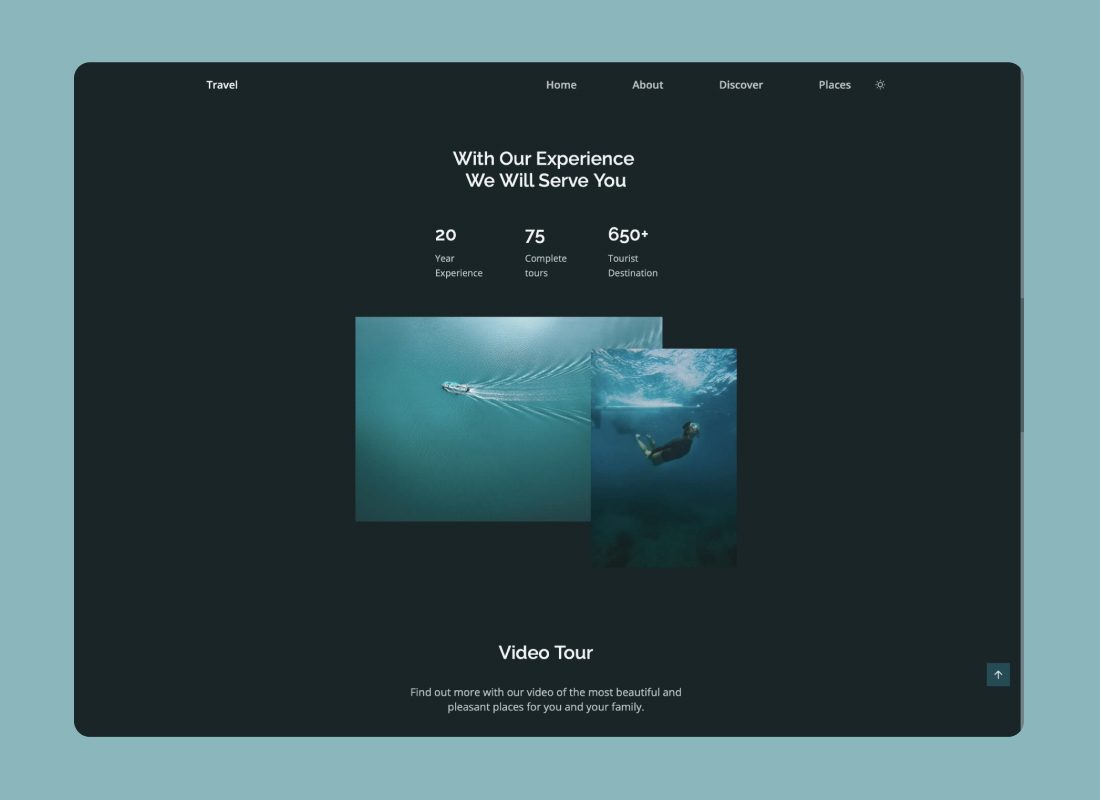 Travel Home About Discover Places
With Our Experience
We Will Serve You
20 75 650+
Year Complete Tourist
Experience tours Destination
Video Tour
Find out more with our video of the most beautiful and
pleasant places for you and your family.